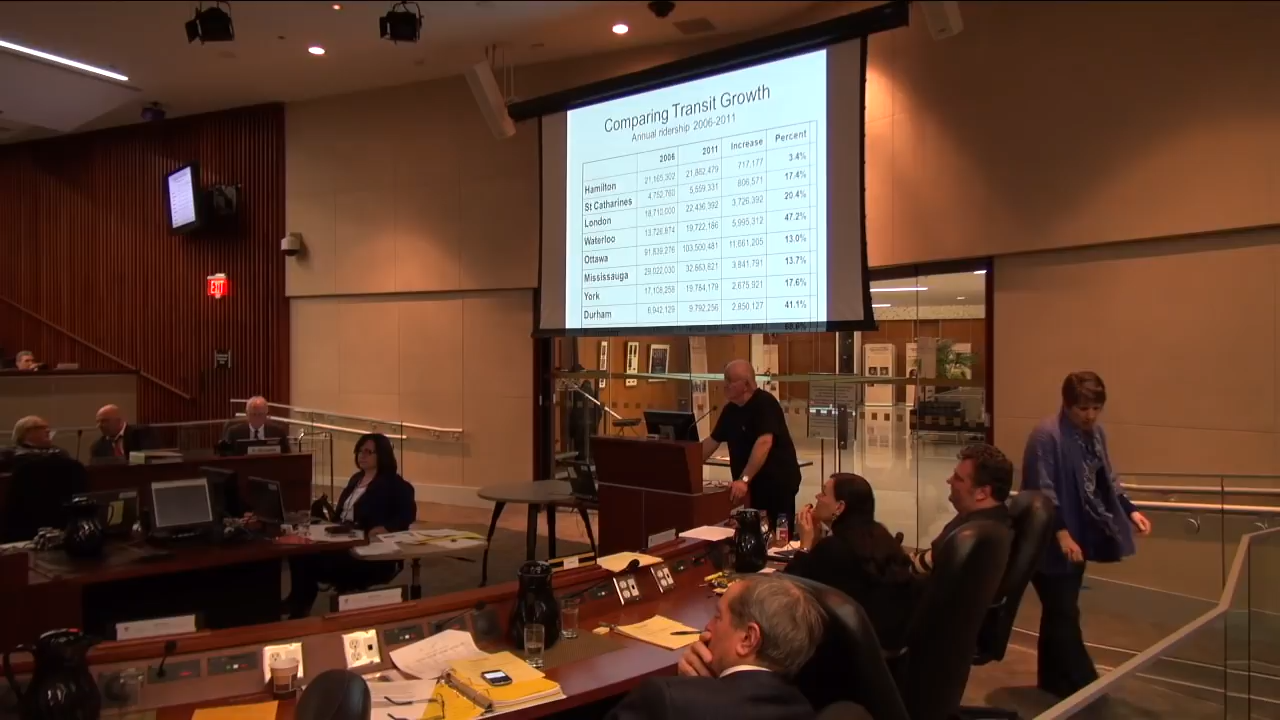 Comparing Transit Growth
Annual ridership 2006-2011
2006 2011 Increase Percent
Hamilton 21,165,302 21,882,479 717,177 3.4%
St Catharines 4,752,760 5,559,331 806,571 17.4%
London 18,710,000 22,436,392 3,726,392 20.4%
Waterloo 13,726,874 19,722,186 5,995,312 47.2%
Ottawa 91,839,276 103,500,481 11,661,205 13.0%
Mississauga 29,022,030 32,663,821 3,841,791 13.7%
York 17,108,258 19,784,179 2,675,921 17.6%
Durham 6,942,129 9,792,256 2,850,127 41.1%
EXIT